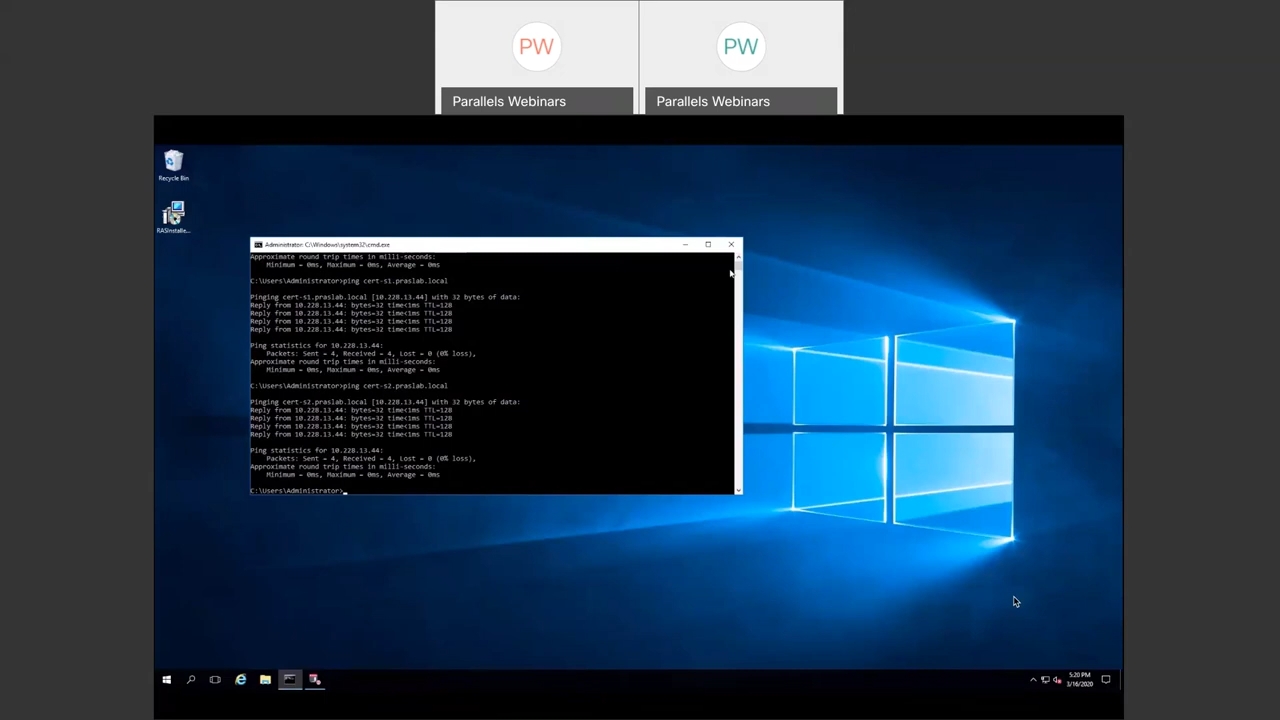 PW
PW
Parallels Webinars
Parallels Webinars
Recycle Bin
RASInstalle...
Administrator: C:\Windows\system32\cmd.exe
Approximate round trip times in milli-seconds:
Minimum = 0ms, Maximum = 0ms, Average = 0ms
C:\Users\Administrator>ping cert-s1.praslab.local
Pinging cert-s1.praslab.local [10.228.13.44] with 32 bytes of data:
Reply from 10.228.13.44: bytes=32 time<1ms TTL=128
Reply from 10.228.13.44: bytes=32 time<1ms TTL=128
Reply from 10.228.13.44: bytes=32 time<1ms TTL=128
Reply from 10.228.13.44: bytes=32 time<1ms TTL=128
Ping statistics for 10.228.13.44:
Packets: Sent = 4, Received = 4, Lost = 0 (0% loss),
Approximate round trip times in milli-seconds:
Minimum = 0ms, Maximum = 0ms, Average = 0ms
C:\Users\Administrator>ping cert-s2.praslab.local
Pinging cert-s2.praslab.local [10.228.13.44] with 32 bytes of data:
Reply from 10.228.13.44: bytes=32 time<1ms TTL=128
Reply from 10.228.13.44: bytes=32 time<1ms TTL=128
Reply from 10.228.13.44: bytes=32 time<1ms TTL=128
Reply from 10.228.13.44: bytes=32 time<1ms TTL=128
Ping statistics for 10.228.13.44:
Packets: Sent = 4, Received = 4, Lost = 0 (0% loss),
Approximate round trip times in milli-seconds:
Minimum = 0ms, Maximum = 0ms, Average = 0ms
C:\Users\Administrator>
5:20 PM
1/16/2020